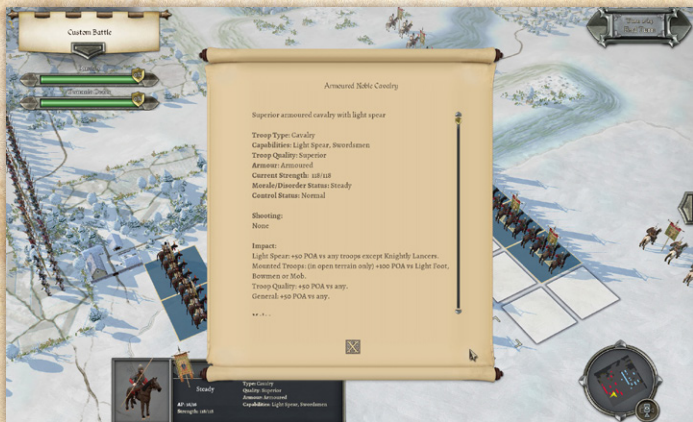 Custom Battle
Armoured Noble Cavalry
Superior armoured cavalry with light spear
Troop Type: Cavalry
Capabilities: Light Spear, Swordsmen
Troop Quality: Superior
Armour: Armoured
Current Strength: 118/118
Morale/Disorder Status: Steady
Control Status: Normal
Shooting:
None
Impact:
Light Spear: +50 POA vs any troops except Knightly Lancers.
Mounted Troops: (in open terrain only) +100 POA vs Light Foot,
Bowmen or Mob.
Troop Quality: +50 POA vs any.
General: +50 POA vs any.
Steady
Type: Cavalry
Quality: Superior
Armour: Armoured
Capabilities: Light Spear, Swordsmen
Strength: 118/118
X